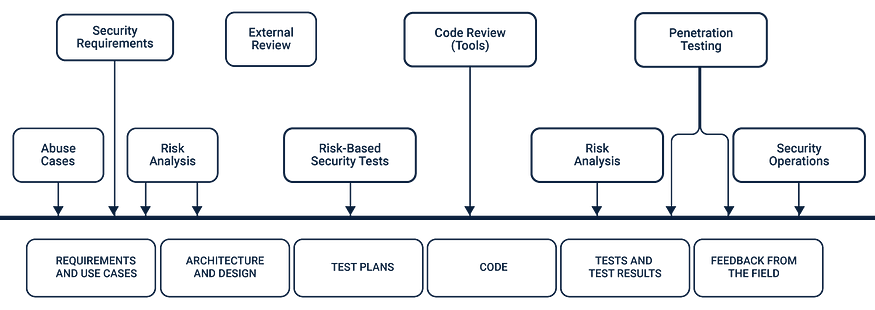 Security
Requirements
External
Review
Code Review
(Tools)
Penetration
Testing
Abuse
Cases
Risk
Analysis
Risk-Based
Security Tests
Risk
Analysis
Security
Operations
REQUIREMENTS
AND USE CASES
ARCHITECTURE
AND DESIGN
TEST PLANS
CODE
TESTS AND
TEST RESULTS
FEEDBACK FROM
THE FIELD